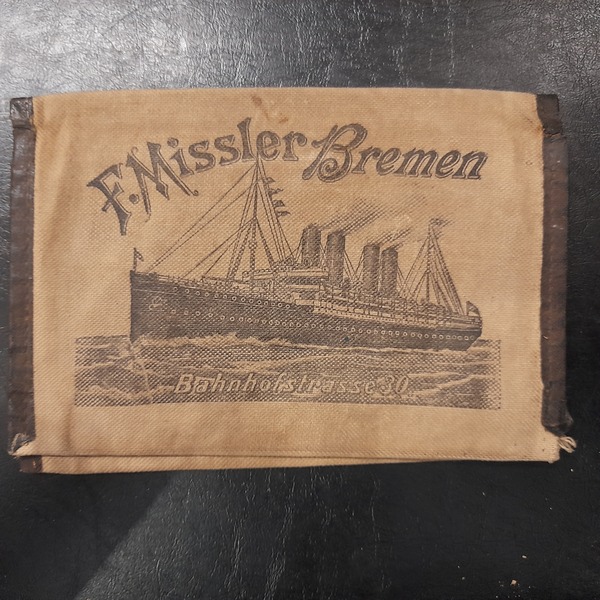 F. Missler Bremen
Bahnhofstrasse 30